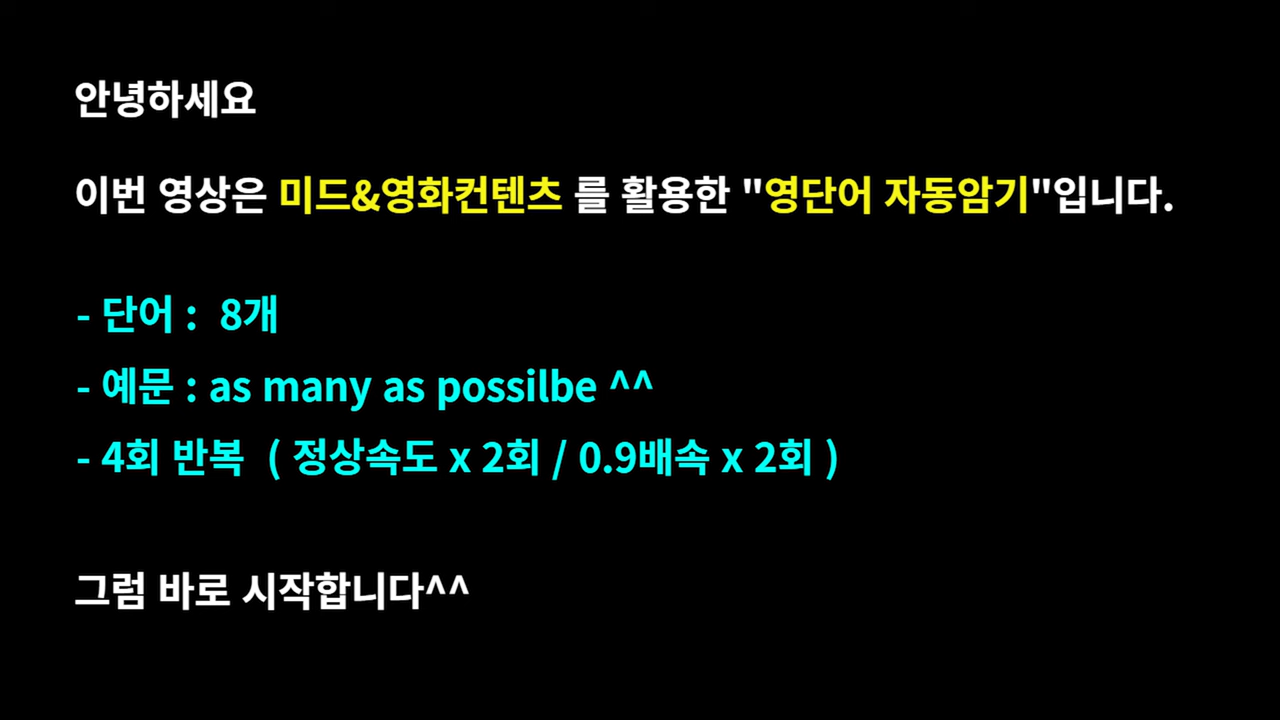 안녕하세요
이번 영상은 미드&영화컨텐츠 를 활용한 "영단어 자동암기"입니다.
- 단어 : 8개
- 예문 : as many as possilbe ^^
- 4회 반복 ( 정상속도 x 2회 / 0.9배속 x 2회 )
그럼 바로 시작합니다^^